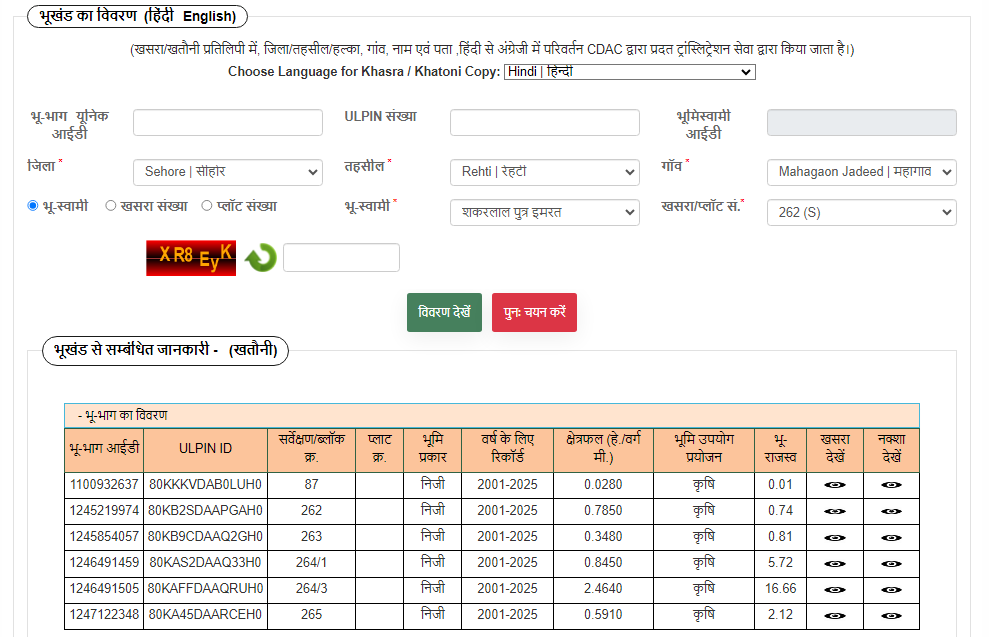 भूखंड का विवरण (हिंदी English)
(खसरा/खतौनी प्रतिलिपी में, जिला/तहसील/हल्का, गांव, नाम एवं पता ,हिंदी से अंग्रेजी में परिवर्तन CDAC द्वारा प्रदत ट्रांस्लिट्रेशन सेवा द्वारा किया जाता है।)
Choose Language for Khasra / Khatoni Copy: Hindi | हिन्दी
भू-भाग यूनिक आईडी ULPIN संख्या भूमिस्वामी आईडी
जिला * Sehore | सीहोर तहसील * Rehti | रेहटी गाँव * Mahagaon Jadeed | महागाव
भू-स्वामी खसरा संख्या प्लॉट संख्या भू-स्वामी * शकरलाल पुत्र इमरत खसरा/प्लॉट सं.* 262 (S)
X R8 E y K
विवरण देखें पुनः चयन करें
भूखंड से सम्बंधित जानकारी - (खतौनी)
- भू-भाग का विवरण
भू-भाग आईडी ULPIN ID सर्वेक्षण/ब्लॉक क्र. प्लाट क्र. भूमि प्रकार वर्ष के लिए रिकॉर्ड क्षेत्रफल (हे./वर्ग मी.) भूमि उपयोग प्रयोजन भू-राजस्व खसरा देखें नक्शा देखें
1100932637 80KKKVDAB0LUH0 87 निजी 2001-2025 0.0280 कृषि 0.01
1245219974 80KB2SDAAPGAH0 262 निजी 2001-2025 0.7850 कृषि 0.74
1245854057 80KB9CDAAQ2GH0 263 निजी 2001-2025 0.3480 कृषि 0.81
1246491459 80KAS2DAAQ33H0 264/1 निजी 2001-2025 0.8450 कृषि 5.72
1246491505 80KAFFDAAQRUH0 264/3 निजी 2001-2025 2.4640 कृषि 16.66
1247122348 80KA45DAARCEH0 265 निजी 2001-2025 0.5910 कृषि 2.12